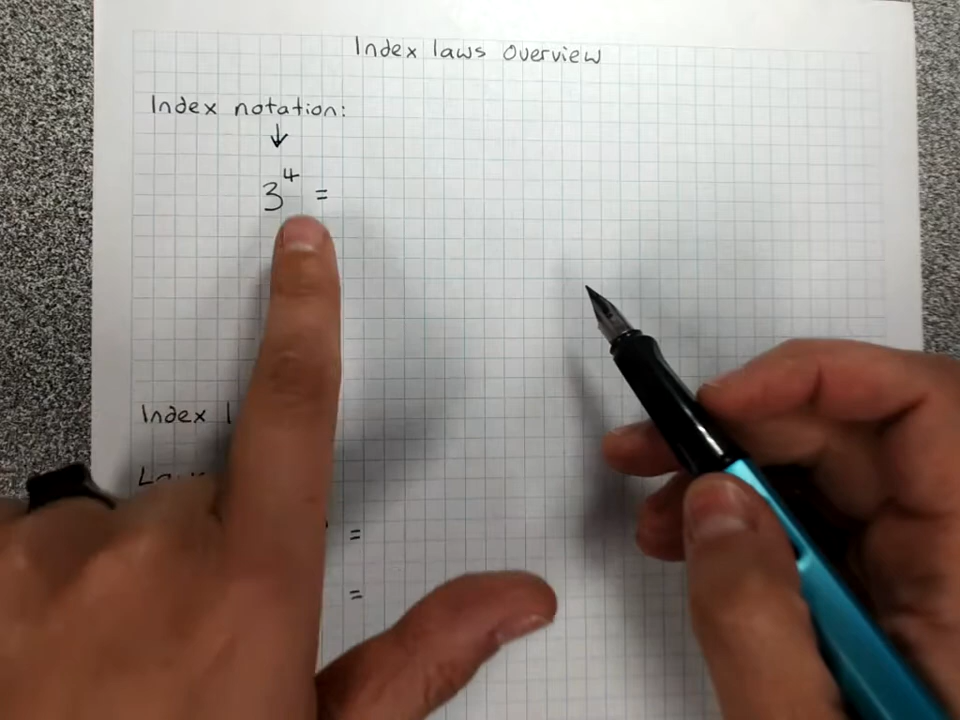 Index laws overview
Index notation:
↓
3⁴ =
Index
=
=